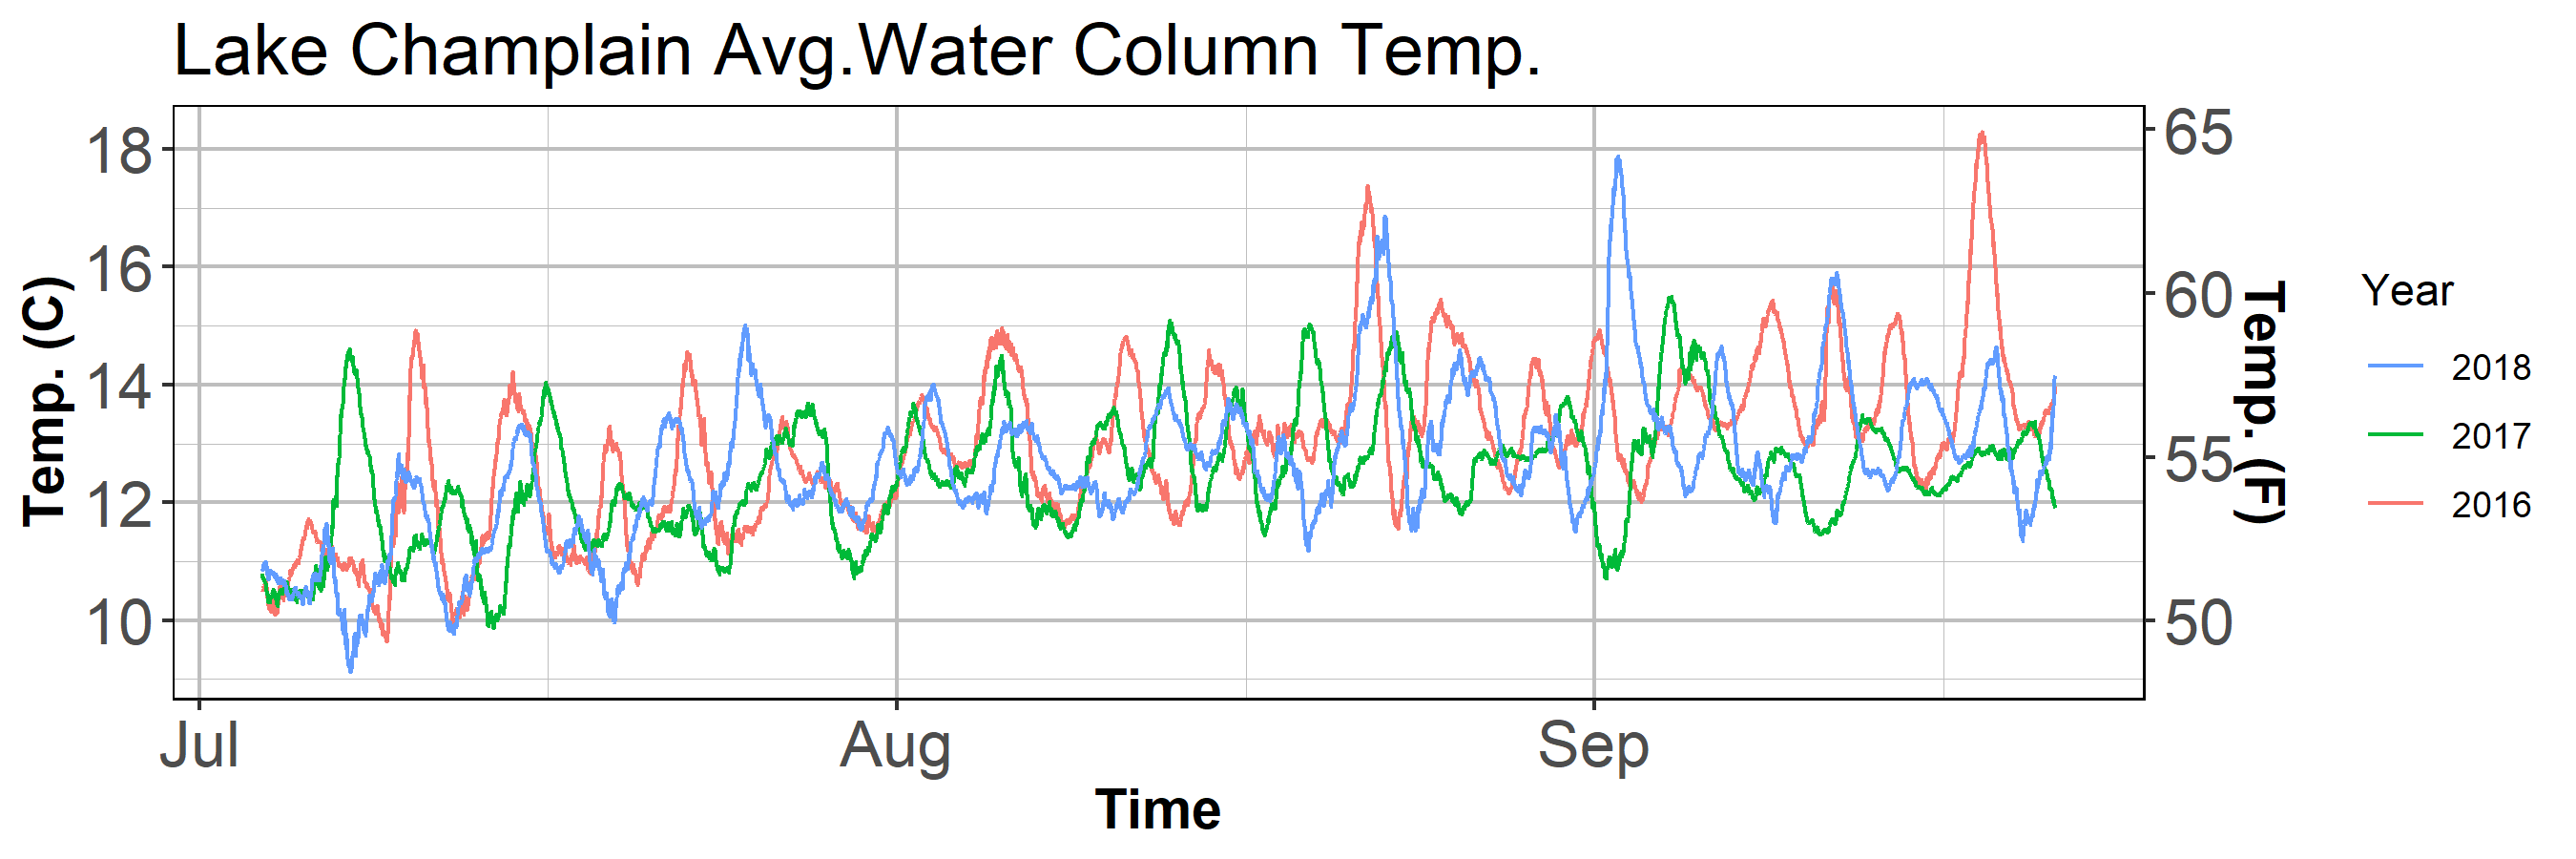 Lake Champlain Avg.Water Column Temp.
18
16
14
12
10
Temp. (C)
65
60
55
50
Temp. (F)
Jul Aug Sep
Time
Year
2018
2017
2016